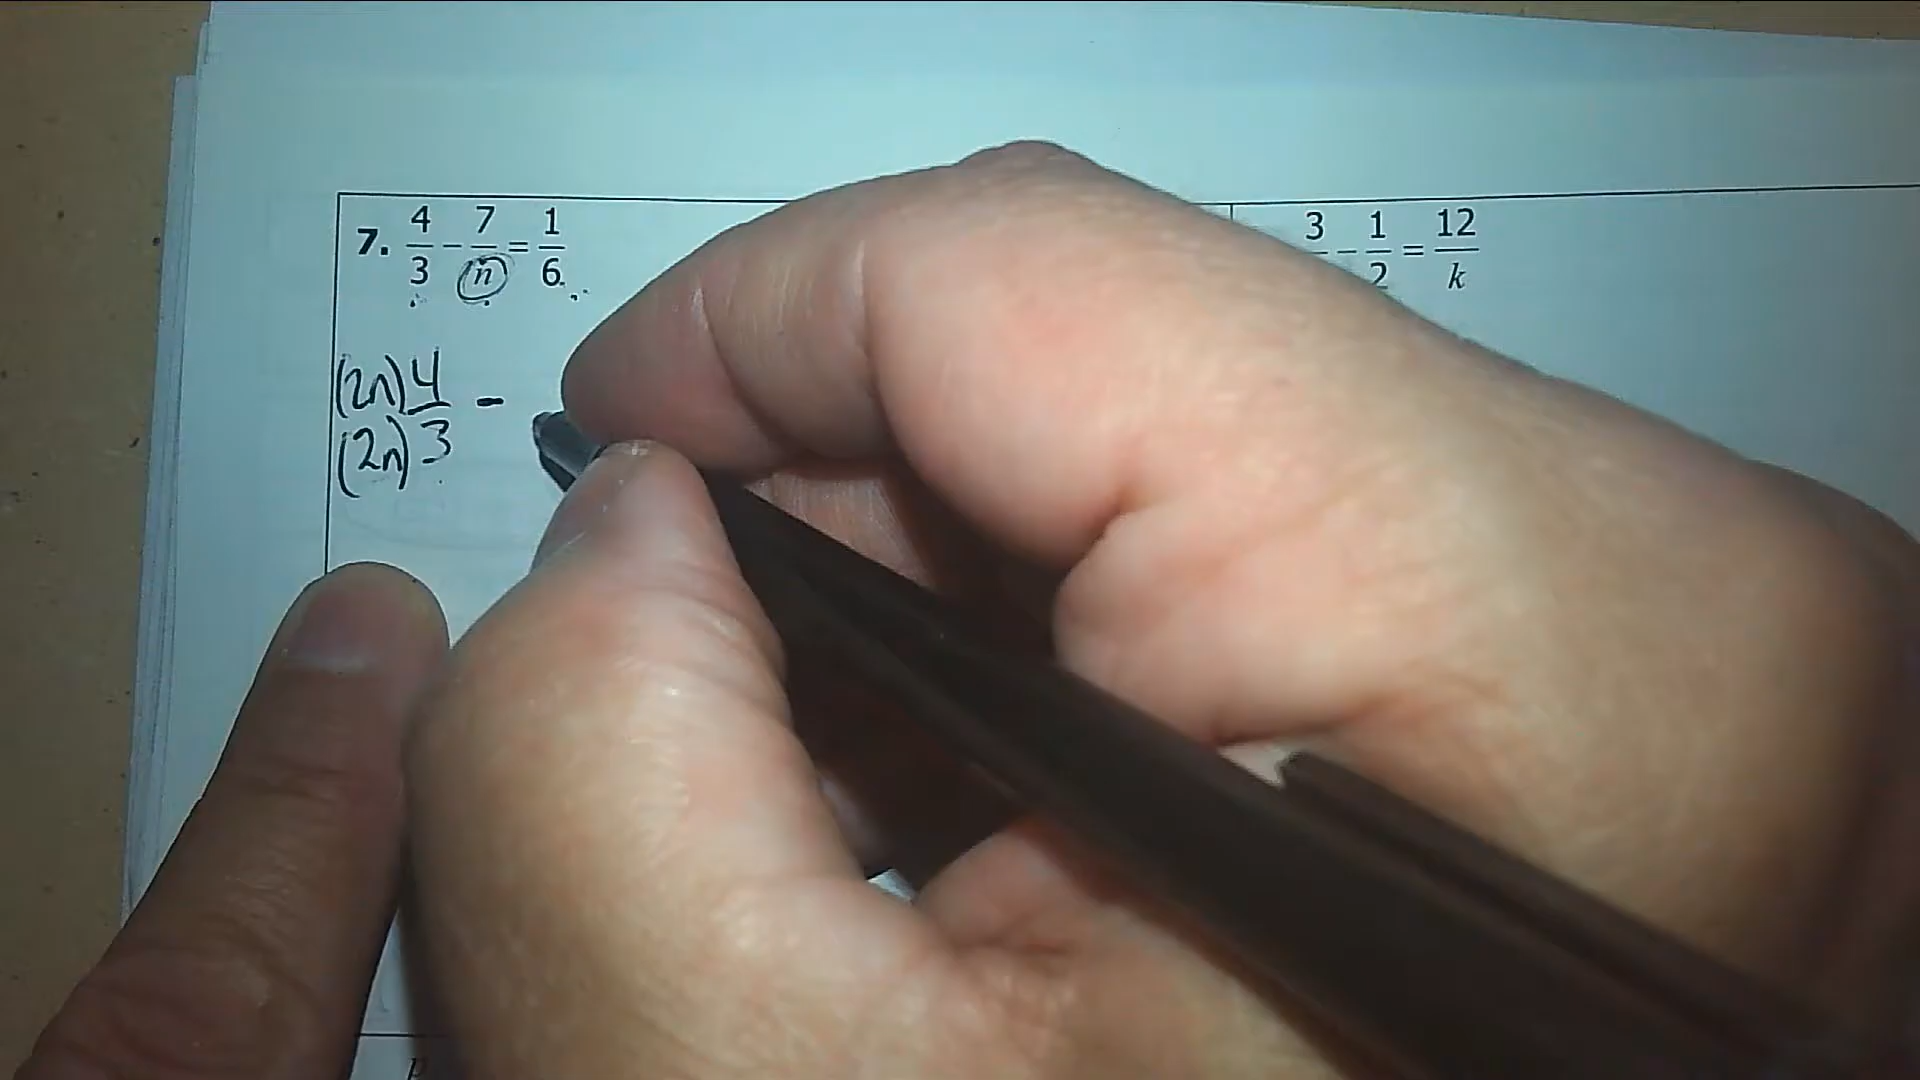 7. 4/3 - 7/n = 1/6
3/ - 1/2 = 12/k
(2n)4/(2n)3 -